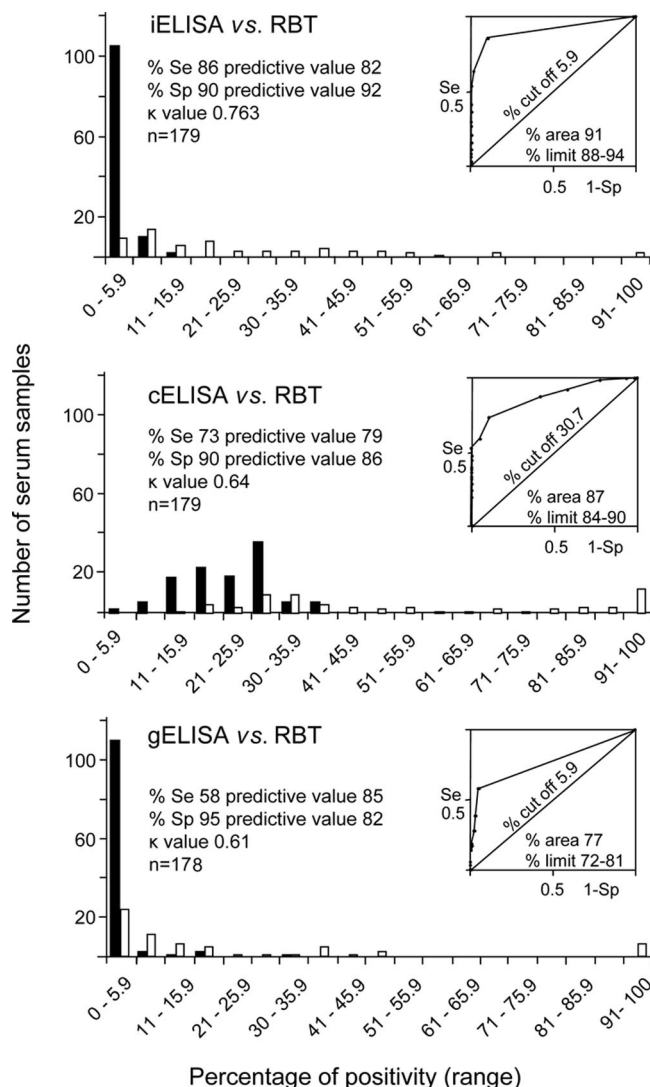 iELISA vs. RBT
% Se 86 predictive value 82
% Sp 90 predictive value 92
κ value 0.763
n=179
100
60
20
Se
0.5
% cut off 5.9
% area 91
% limit 88-94
0.5 1-Sp
0 - 5.9
11 - 15.9
21 - 25.9
30 - 35.9
41 - 45.9
51 - 55.9
61 - 65.9
71 - 75.9
81 - 85.9
91 - 100
Number of serum samples
cELISA vs. RBT
% Se 73 predictive value 79
% Sp 90 predictive value 86
κ value 0.64
n=179
100
60
20
Se
0.5
% cut off 30.7
% area 87
% limit 84-90
0.5 1-Sp
0 - 5.9
11 - 15.9
21 - 25.9
30 - 35.9
41 - 45.9
51 - 55.9
61 - 65.9
71 - 75.9
81 - 85.9
91- 100
gELISA vs. RBT
% Se 58 predictive value 85
% Sp 95 predictive value 82
κ value 0.61
n=178
100
60
20
Se
0.5
% cut off 5.9
% area 77
% limit 72-81
0.5 1-Sp
0 - 5.9
11 - 15.9
21 - 25.9
30 - 35.9
41 - 45.9
51 - 55.9
61 - 65.9
71 - 75.9
81 - 85.9
91 - 100
Percentage of positivity (range)